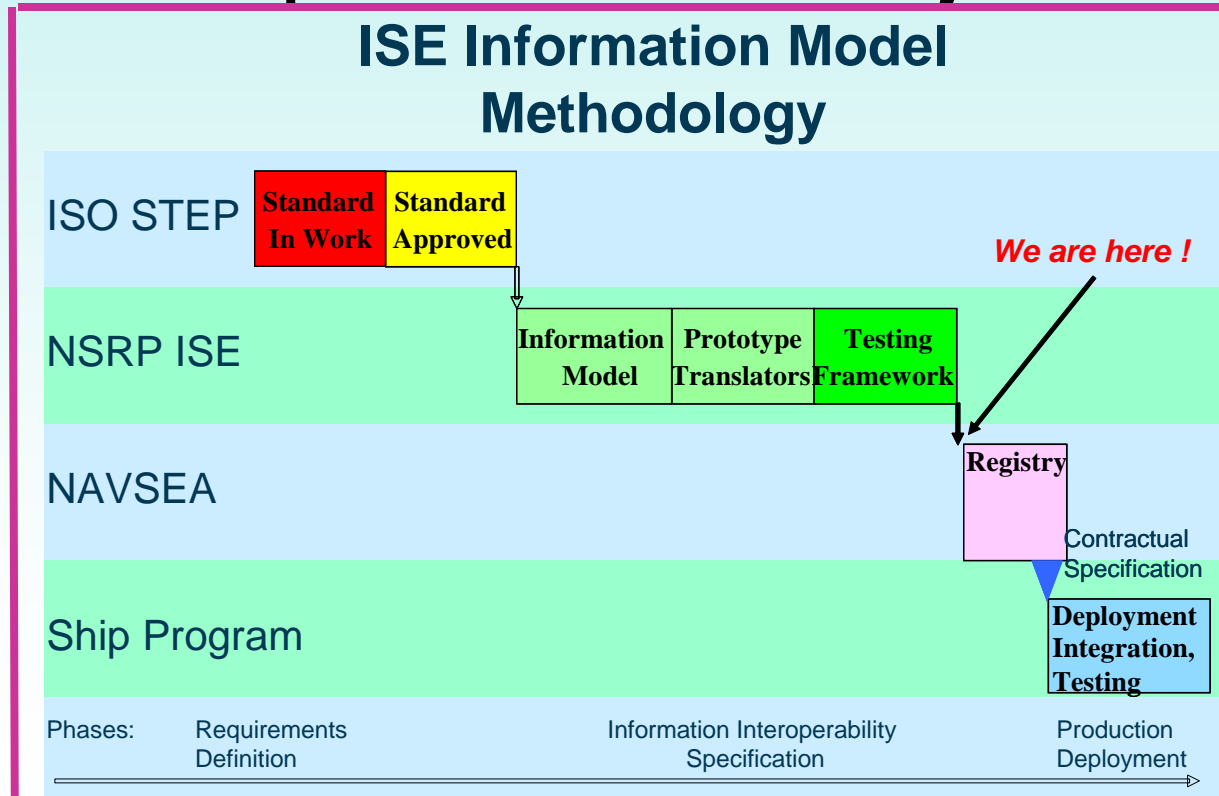 ISE Information Model
Methodology
ISO STEP
Standard
In Work
Standard
Approved
We are here !
NSRP ISE
Information
Model
Prototype
Translators
Testing
Framework
NAVSEA
Registry
Contractual
Specification
Ship Program
Deployment
Integration,
Testing
Phases:
Requirements
Definition
Information Interoperability
Specification
Production
Deployment